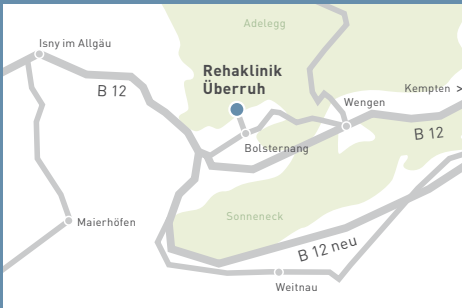 Adelegg
Isny im Allgäu
Rehaklinik
Überruh
Kempten >
B 12
Wengen
B 12
Bolsternang
Maierhöfen
Sonneneck
B 12 neu
Weitnau